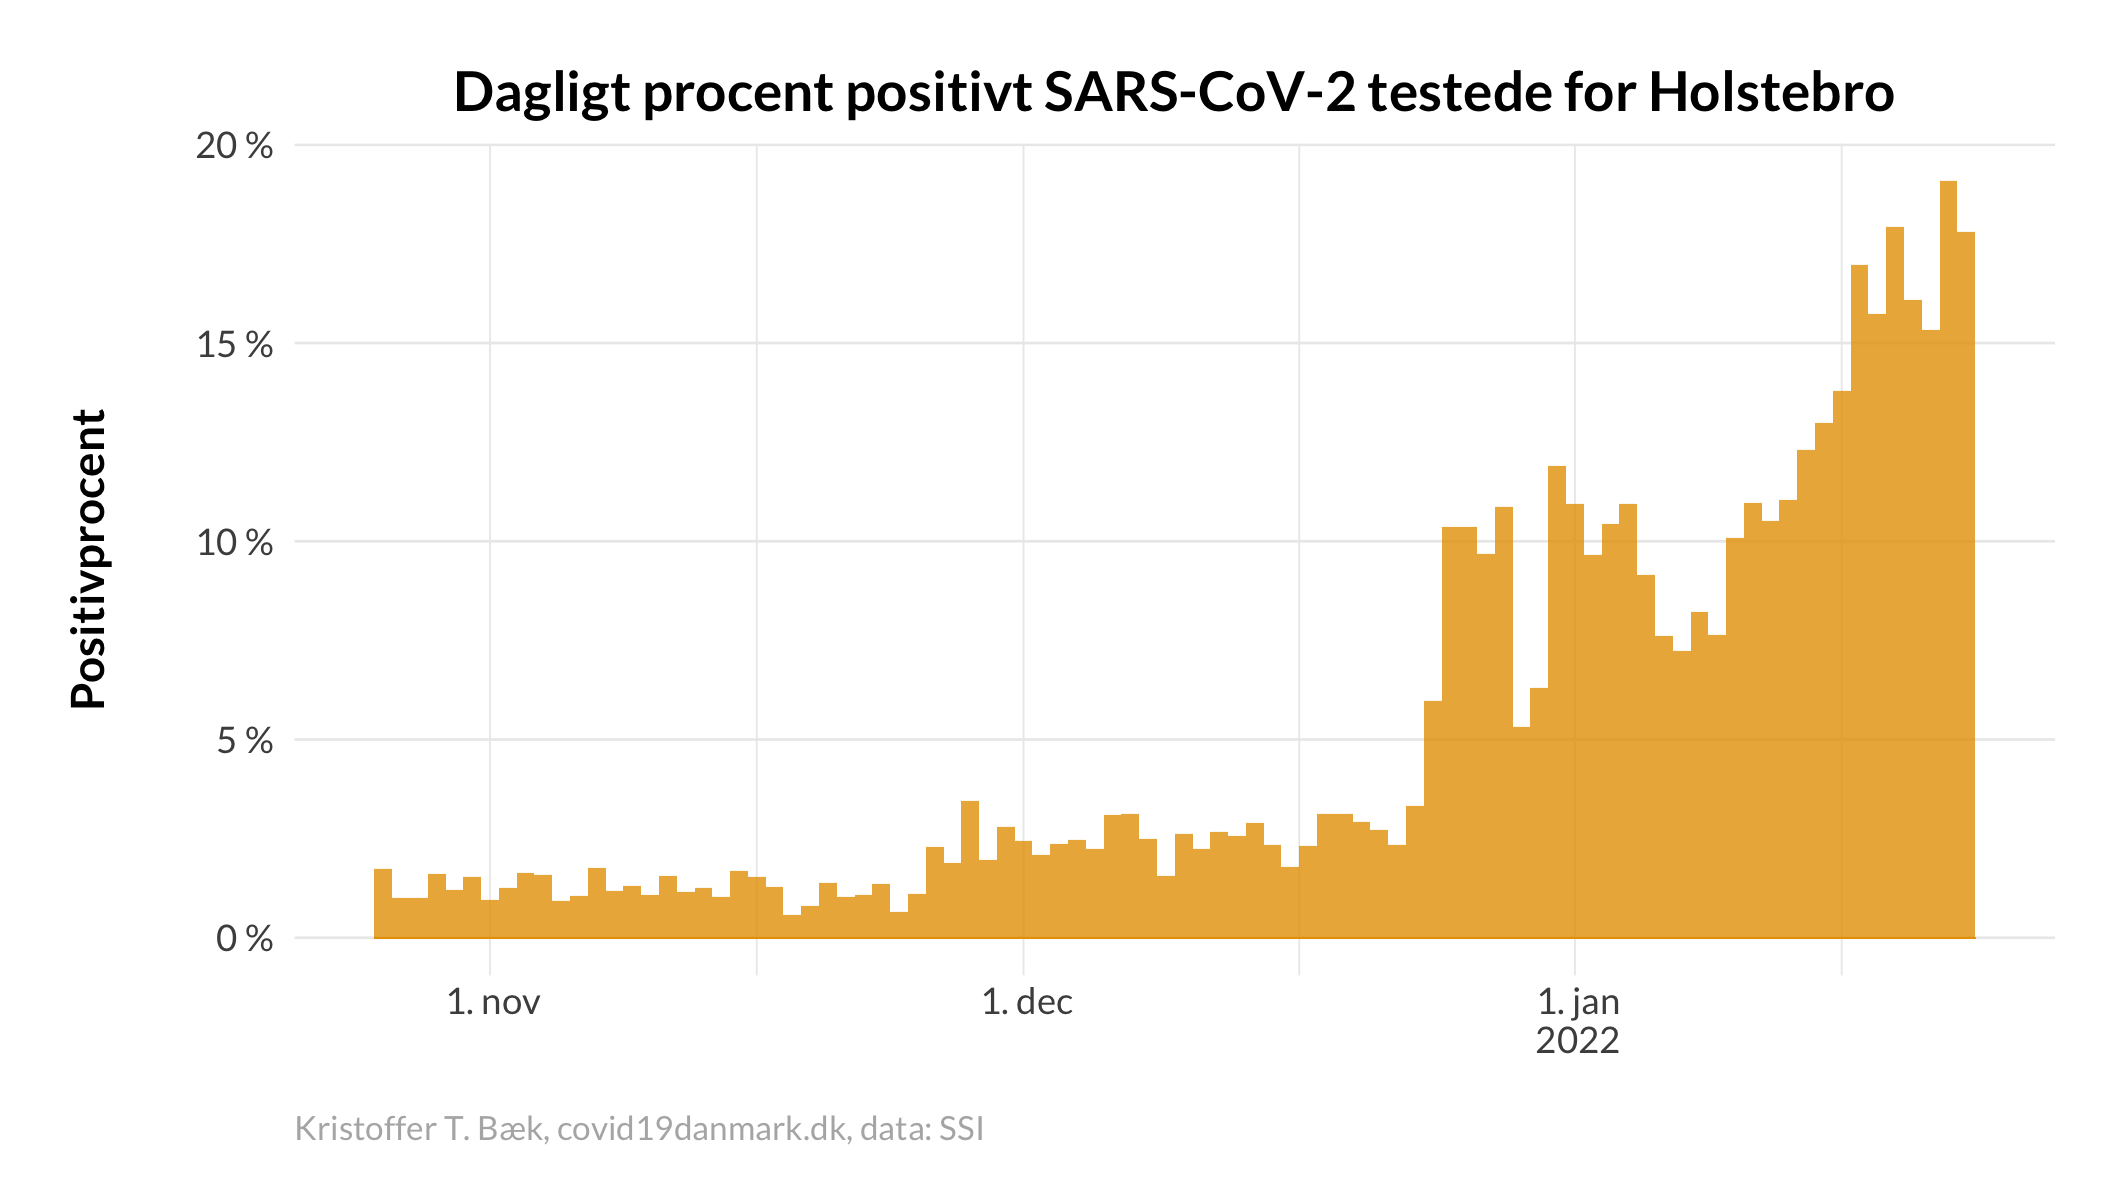 Dagligt procent positivt SARS-CoV-2 testede for Holstebro
20 %
15 %
10 %
5 %
0 %
Positivprocent
1. nov
1. dec
1. jan
2022
Kristoffer T. Bæk, covid19danmark.dk, data: SSI